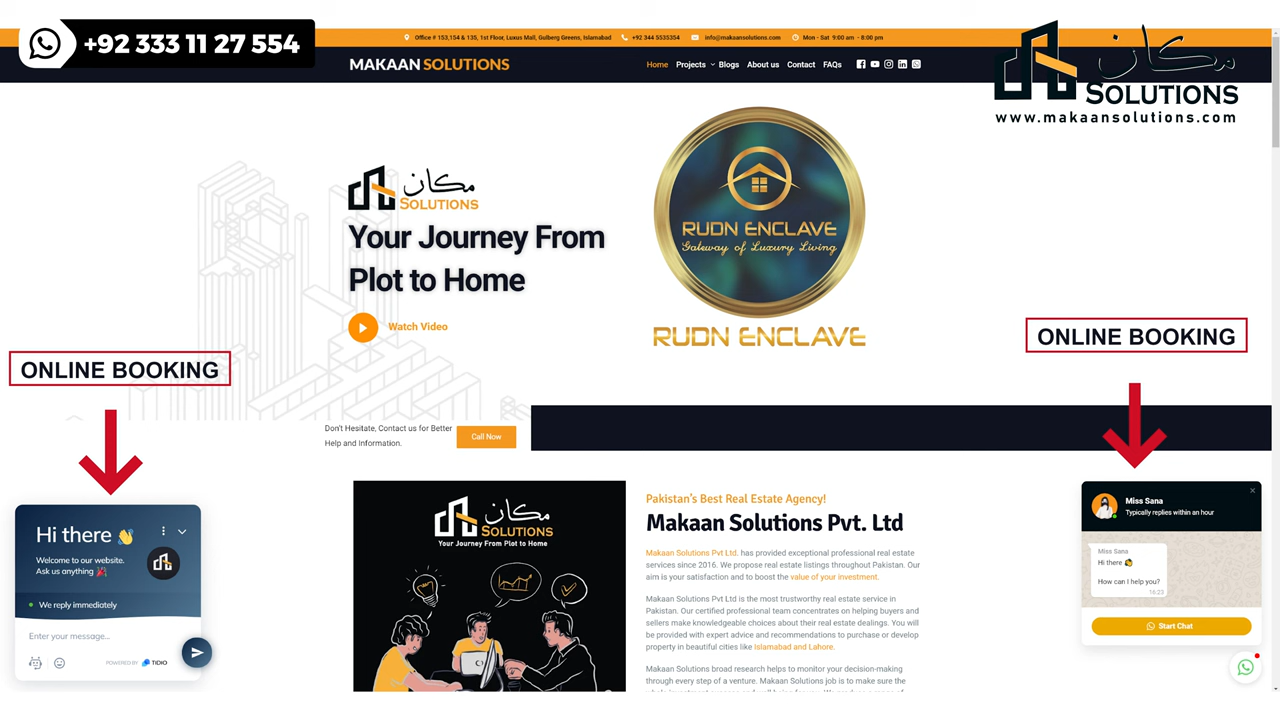 +92 333 11 27 554
Office # 153,154 & 135, 1st Floor, Luxus Mall, Gulberg Greens, Islamabad
+92 344 5535354
info@makaansolutions.com
Mon - Sat 9:00 am - 8:00 pm
MAKAAN SOLUTIONS
Home Projects Blogs About us Contact FAQs
مكان
SOLUTIONS
www.makaansolutions.com
مكان
SOLUTIONS
Your Journey From
Plot to Home
Watch Video
RUDN ENCLAVE
Gateway of Luxury Living
RUDN ENCLAVE
ONLINE BOOKING
ONLINE BOOKING
Don't Hesitate, Contact us for Better
Help and Information.
Call Now
Hi there
Welcome to our website.
Ask us anything
We reply immediately
Enter your message...
POWERED BY TIDIO
مكان
SOLUTIONS
Your Journey From Plot to Home
Pakistan's Best Real Estate Agency!
Makaan Solutions Pvt. Ltd
Makaan Solutions Pvt Ltd. has provided exceptional professional real estate
services since 2016. We propose real estate listings throughout Pakistan. Our
aim is your satisfaction and to boost the value of your investment.
Makaan Solutions Pvt Ltd is the most trustworthy real estate service in
Pakistan. Our certified professional team concentrates on helping buyers and
sellers make knowledgeable choices about their real estate dealings. You will
be provided with expert advice and recommendations to purchase or develop
property in beautiful cities like Islamabad and Lahore.
Makaan Solutions broad research helps to monitor your decision-making
through every step of a venture. Makaan Solutions job is to make sure the
Miss Sana
Typically replies within an hour
Miss Sana
Hi there
How can I help you?
16:23
Start Chat